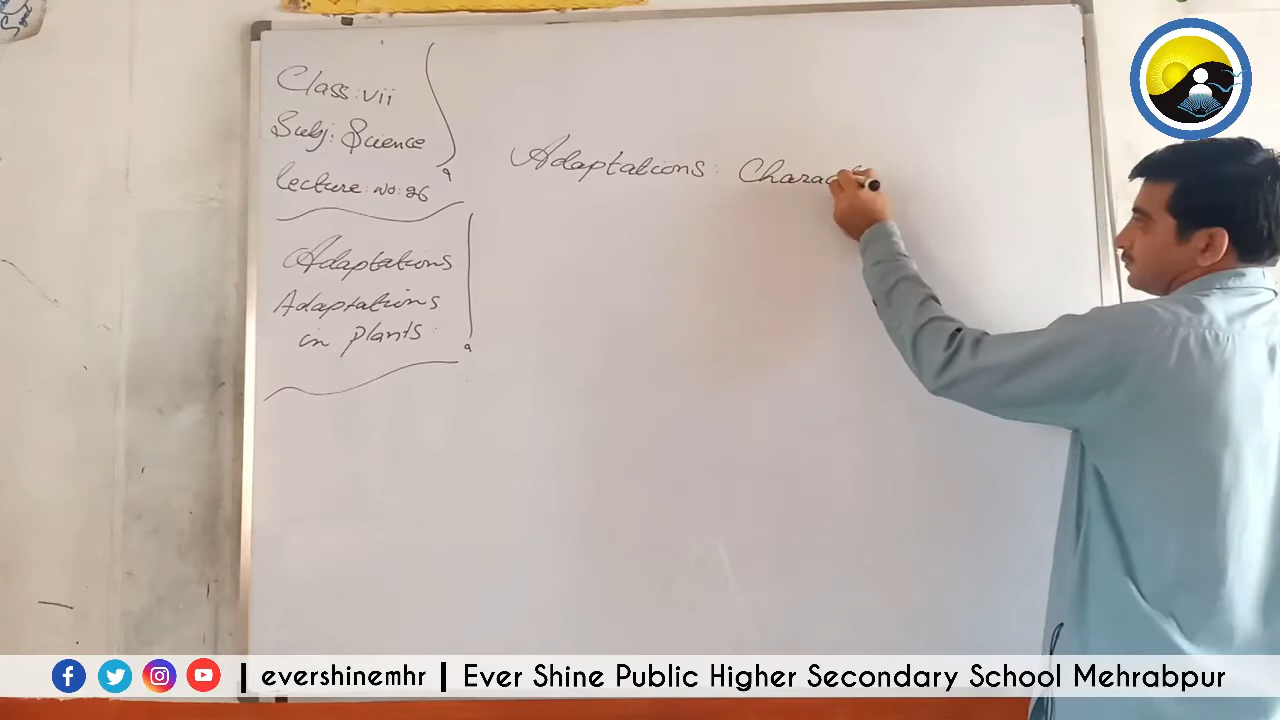 Class: vii
Subj: Science
Lecture: No: 26
Adaptations
Adaptations
in plants:
Adaptations: Charact
| evershinemhr | Ever Shine Public Higher Secondary School Mehrabpur